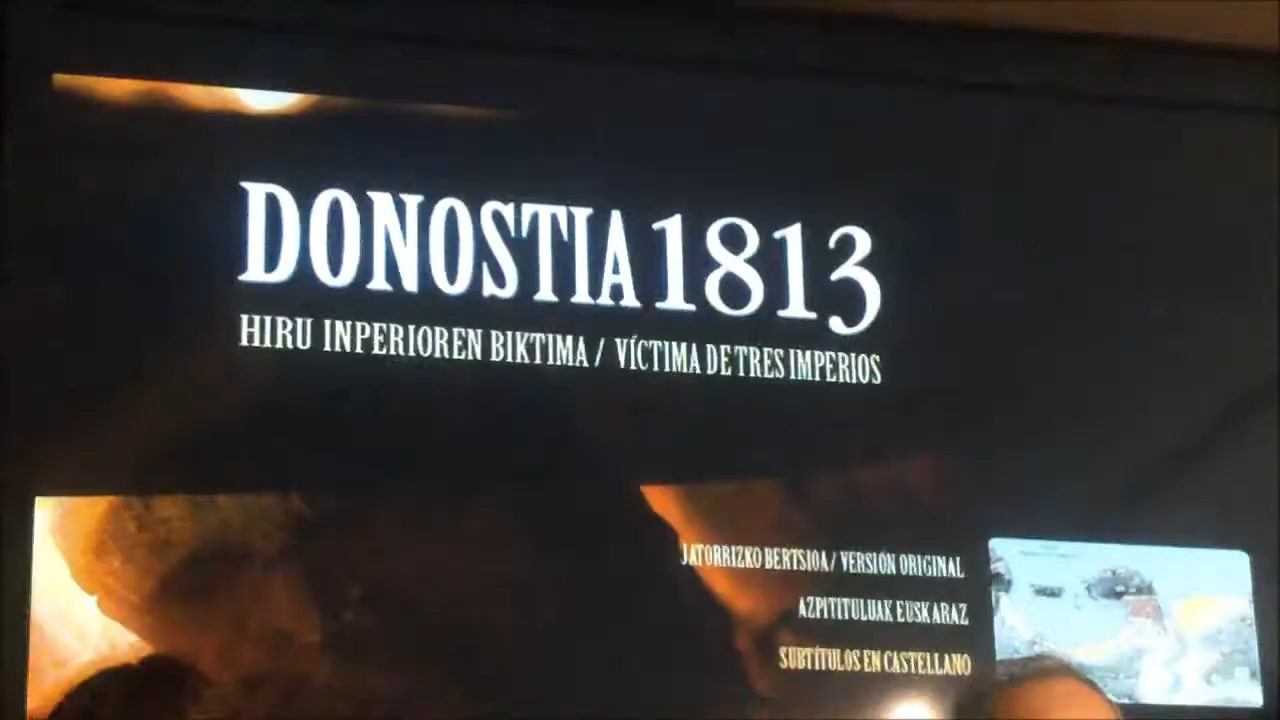 DONOSTIA 1813
HIRU INPERIOREN BIKTIMA / VÍCTIMA DE TRES IMPERIOS
JATORRIZKO BERTSIOA / VERSIÓN ORIGINAL
AZPITITULUAK EUSKARAZ
SUBTÍTULOS EN CASTELLANO